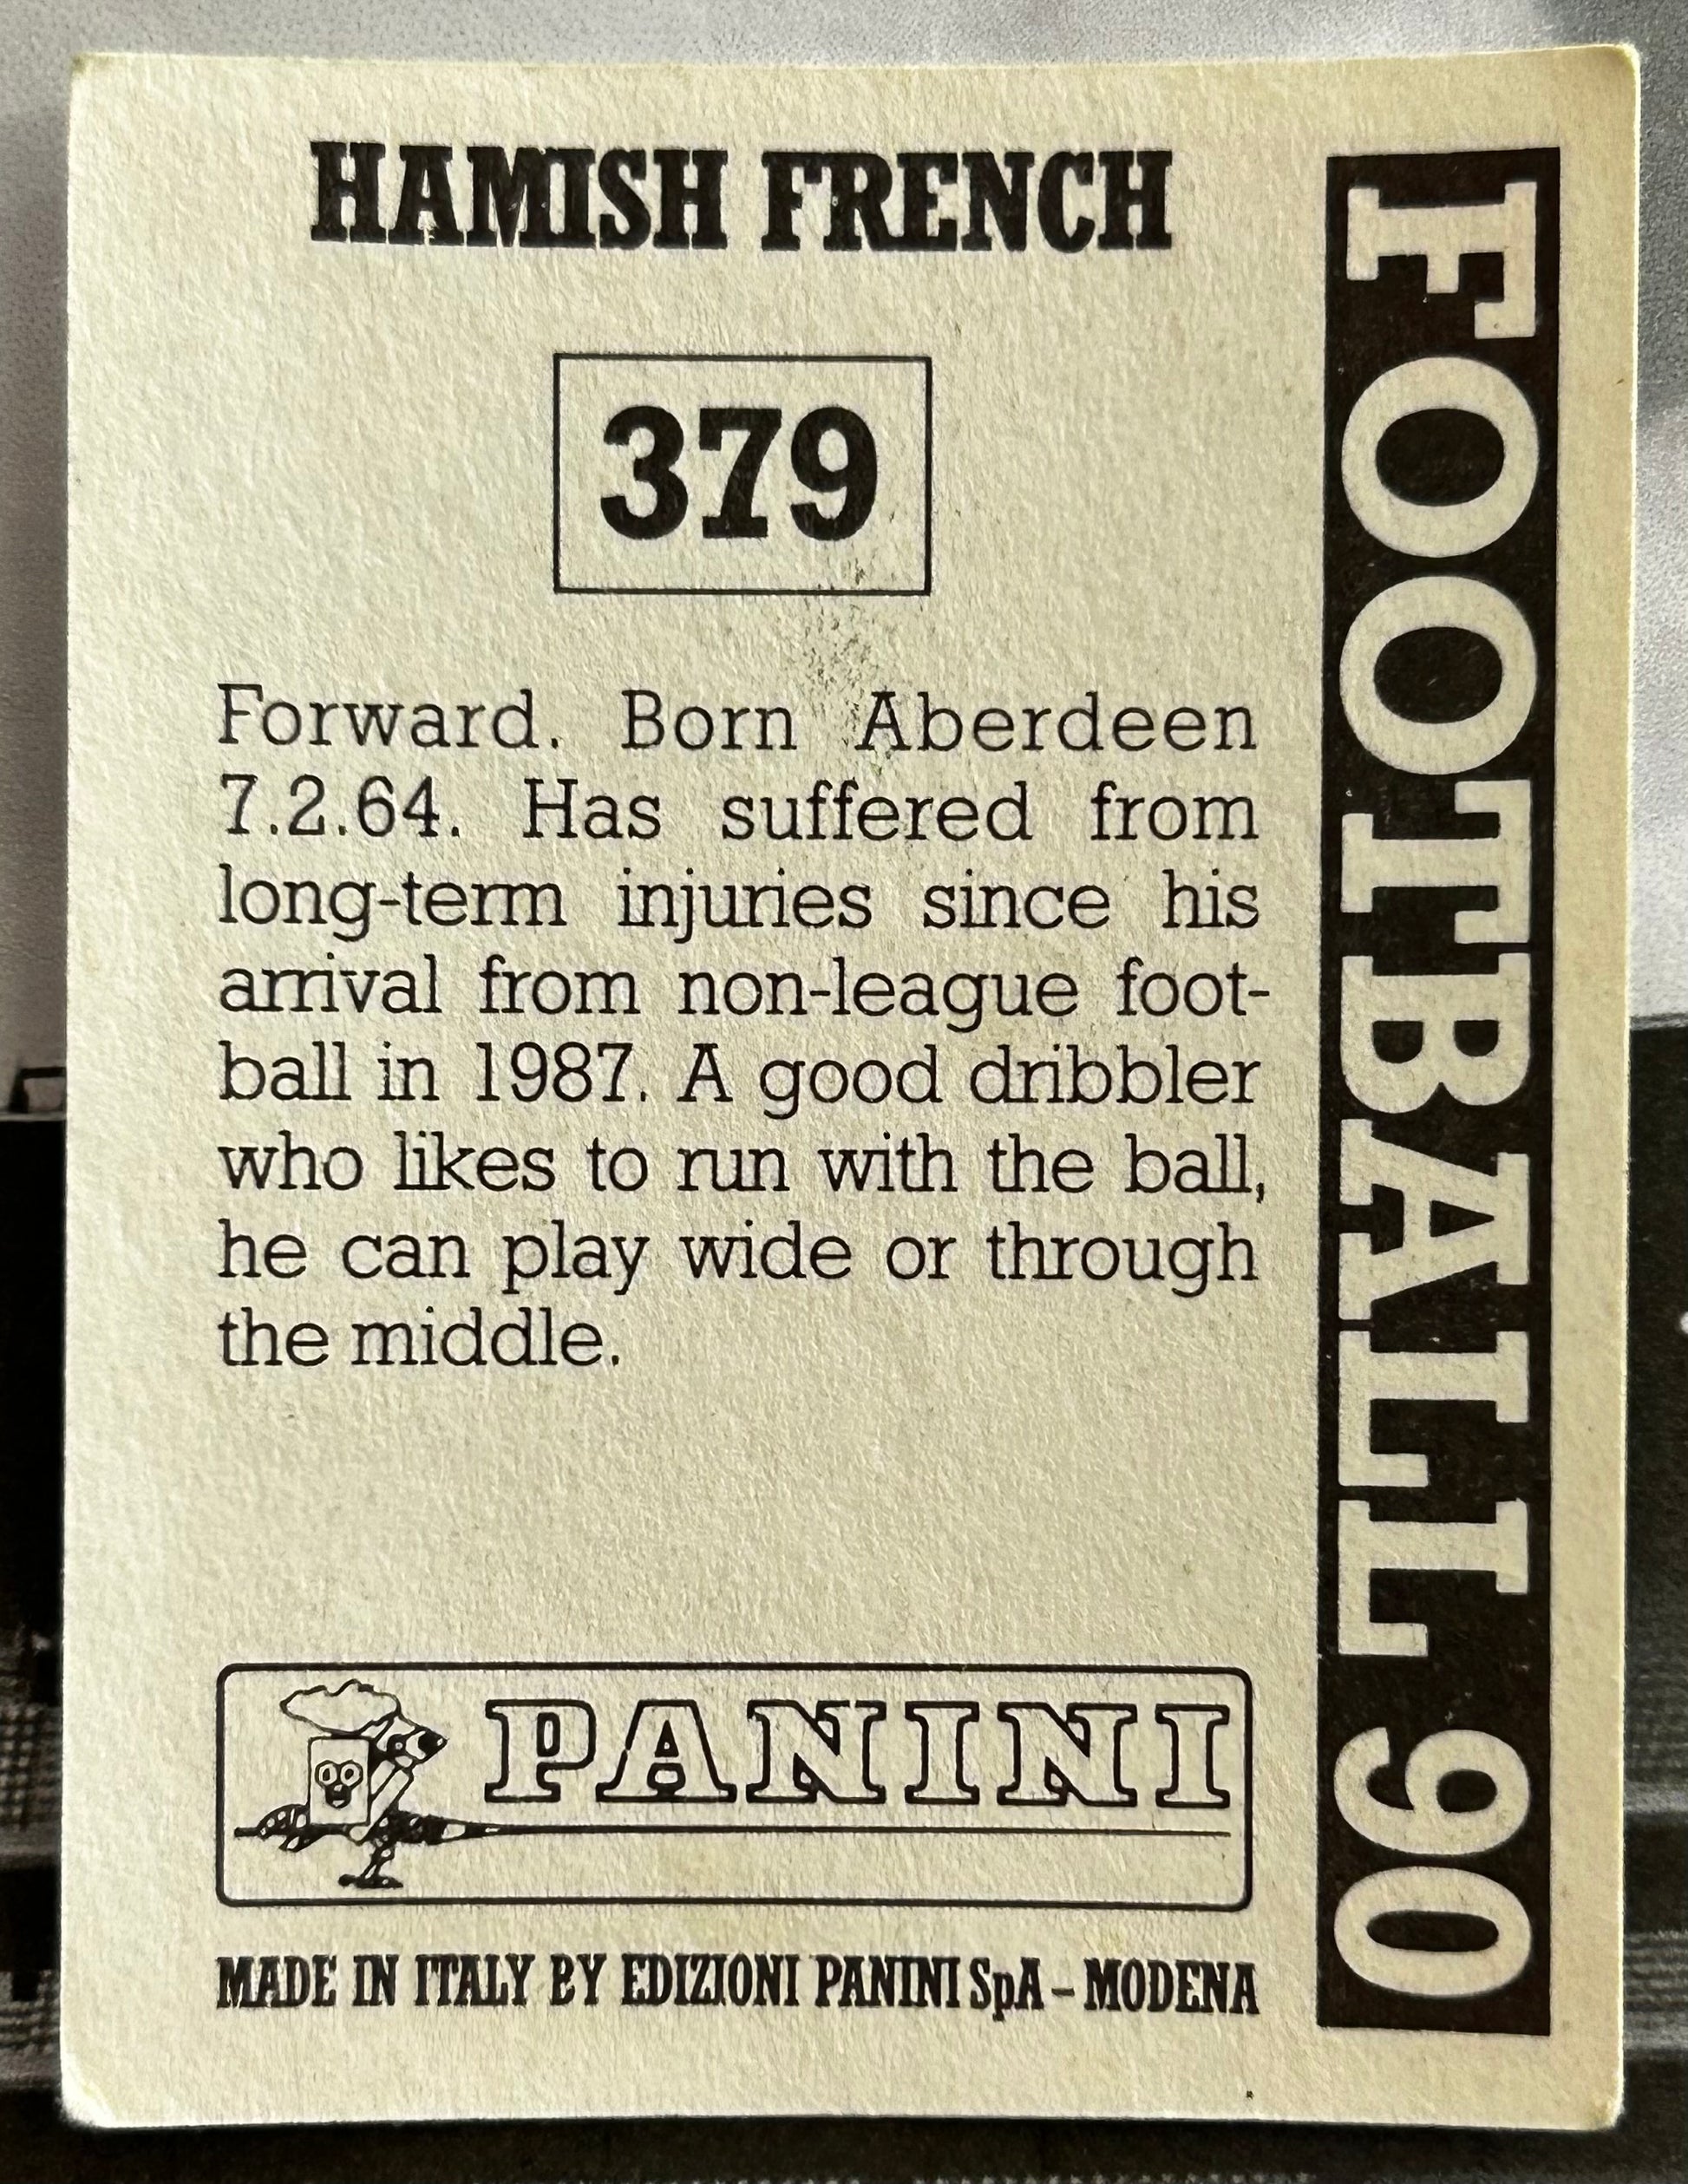 HAMISH FRENCH
379
Forward. Born Aberdeen
7.2.64. Has suffered from
long-term injuries since his
arrival from non-league foot-
ball in 1987. A good dribbler
who likes to run with the ball,
he can play wide or through
the middle.
PANINI
MADE IN ITALY BY EDIZIONI PANINI SpA – MODENA
FOOTBALL 90